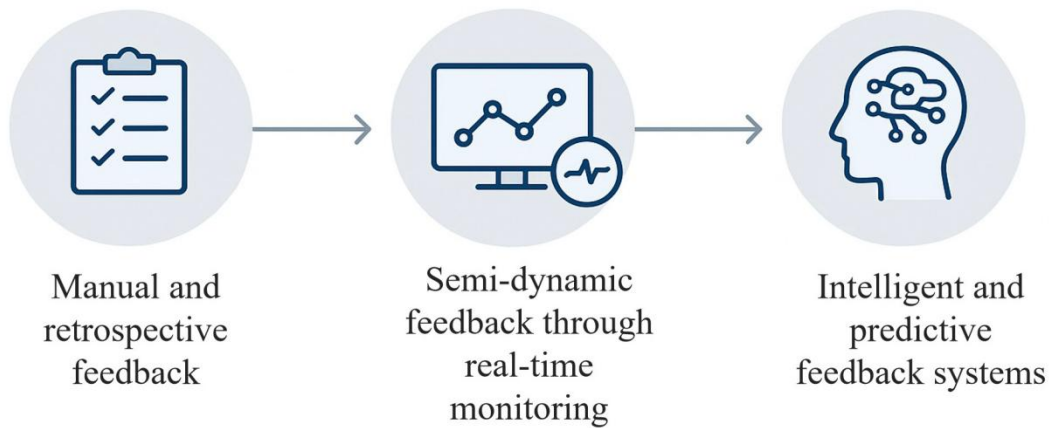 Manual and
retrospective
feedback
Semi-dynamic
feedback through
real-time
monitoring
Intelligent and
predictive
feedback systems